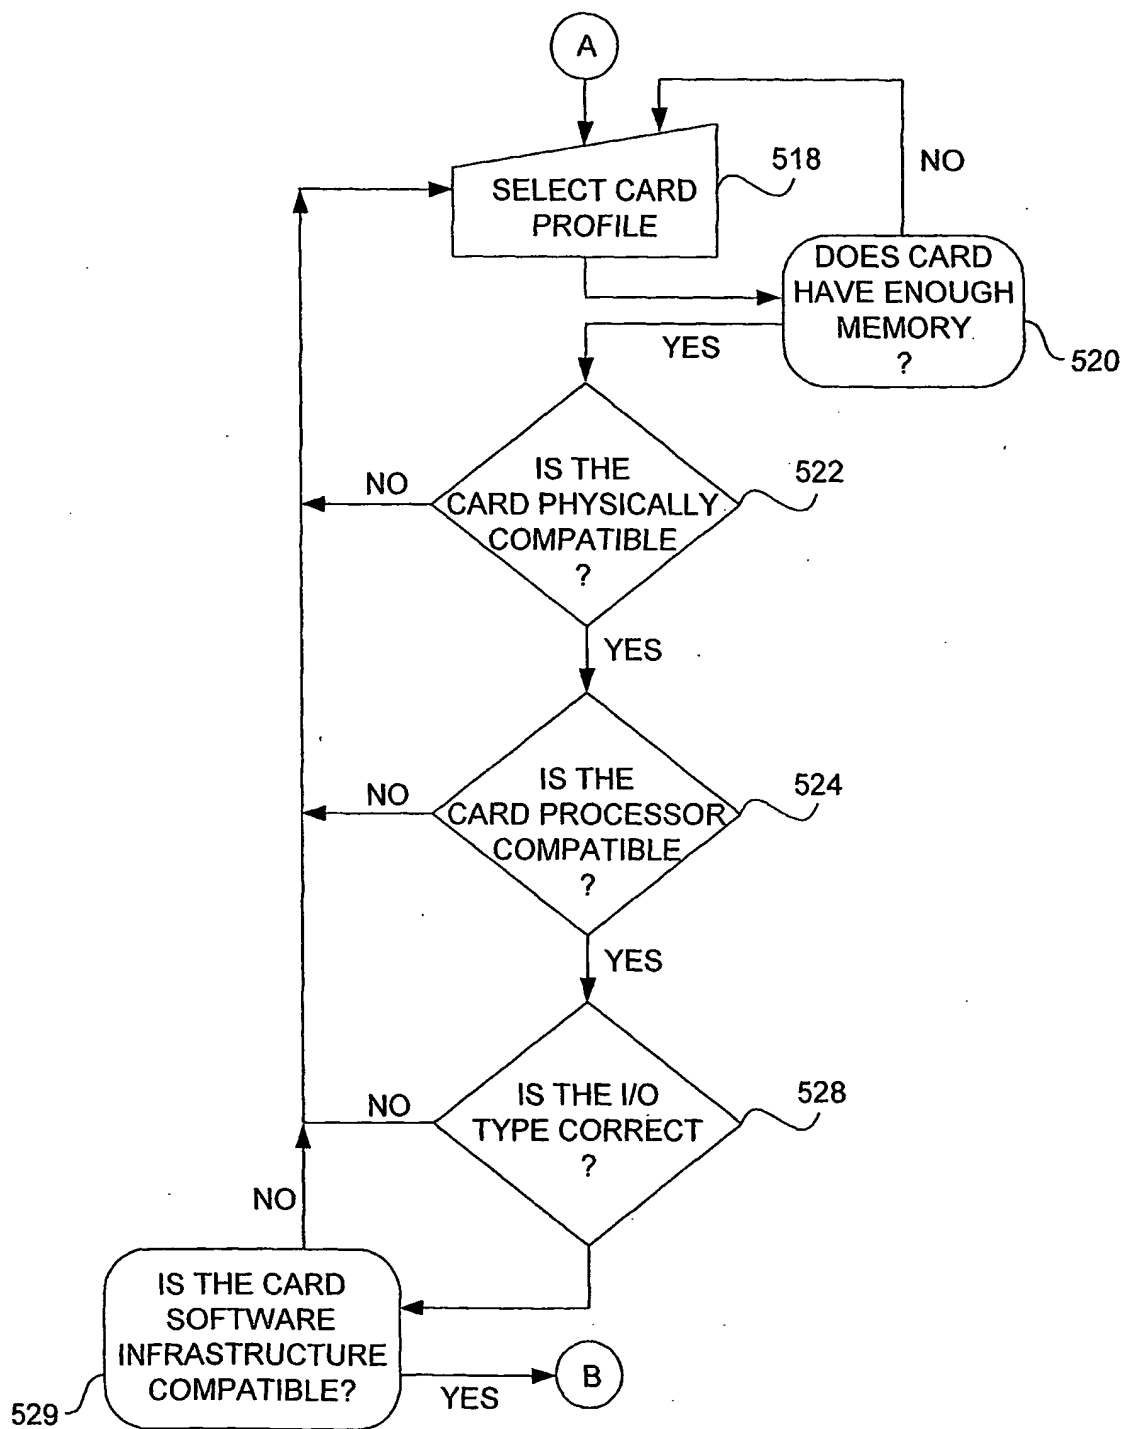 A
SELECT CARD
PROFILE
518
NO
DOES CARD
HAVE ENOUGH
MEMORY
?
520
YES
IS THE
CARD PHYSICALLY
COMPATIBLE
?
522
NO
YES
IS THE
CARD PROCESSOR
COMPATIBLE
?
524
NO
YES
IS THE I/O
TYPE CORRECT
?
528
NO
NO
IS THE CARD
SOFTWARE
INFRASTRUCTURE
COMPATIBLE?
529
YES
B